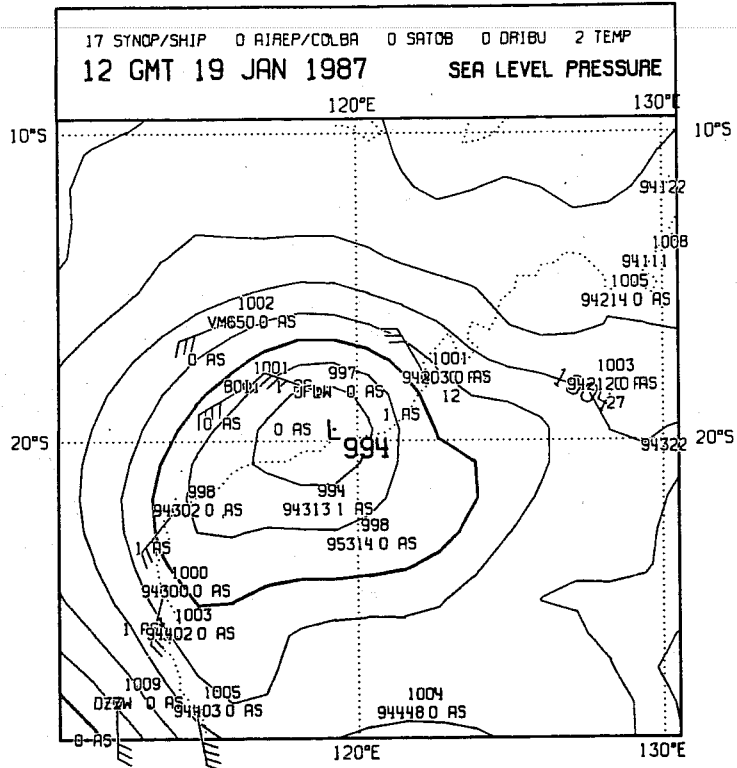 17 SYNOP/SHIP 0 AIREP/COLBA 0 SATOB 0 DRIBU 2 TEMP
12 GMT 19 JAN 1987 SEA LEVEL PRESSURE
120°E 130°E
10°S 10°S
94122
1008
94111
1005
94214 0 AS
1002
VM650 0 AS
0 AS
1001
997
1001
94203 0 AS
12
1003
94212 0 AS
27
0 AS
1 AS
0 AS
0 AS
L 994
20°S 94322 20°S
998
94302 0 AS
994
94313 1 AS
998
95314 0 AS
1 AS
1000
94300 0 AS
1003
94402 0 AS
1009
0 AS
1005
94403 0 AS
1004
94448 0 AS
0 AS
120°E 130°E